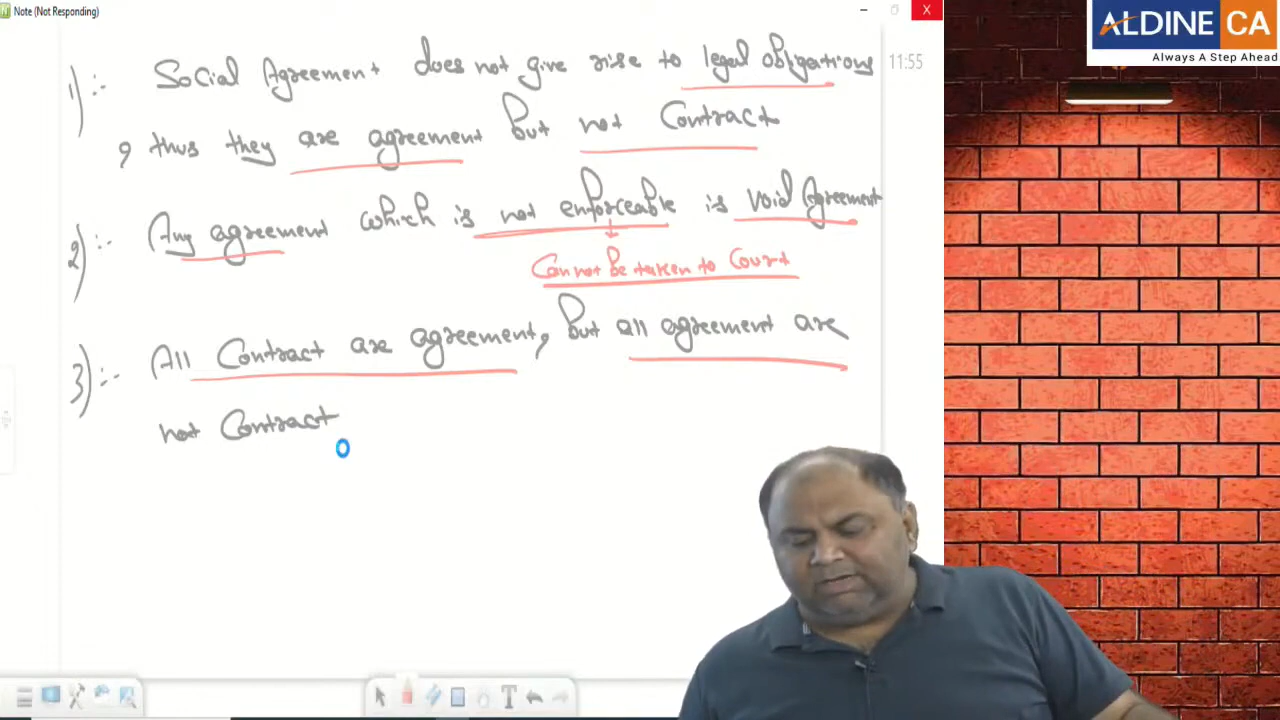 Note (Not Responding)
ALDINE CA
Always A Step Ahead
11:55
1) :- Social Agreement does not give rise to legal obligations
, thus they are agreement but not Contract
2) :- Any agreement which is not enforceable is void Agreement
Cannot be taken to Court
3) :- All Contract are agreement, but all agreement are
not Contract